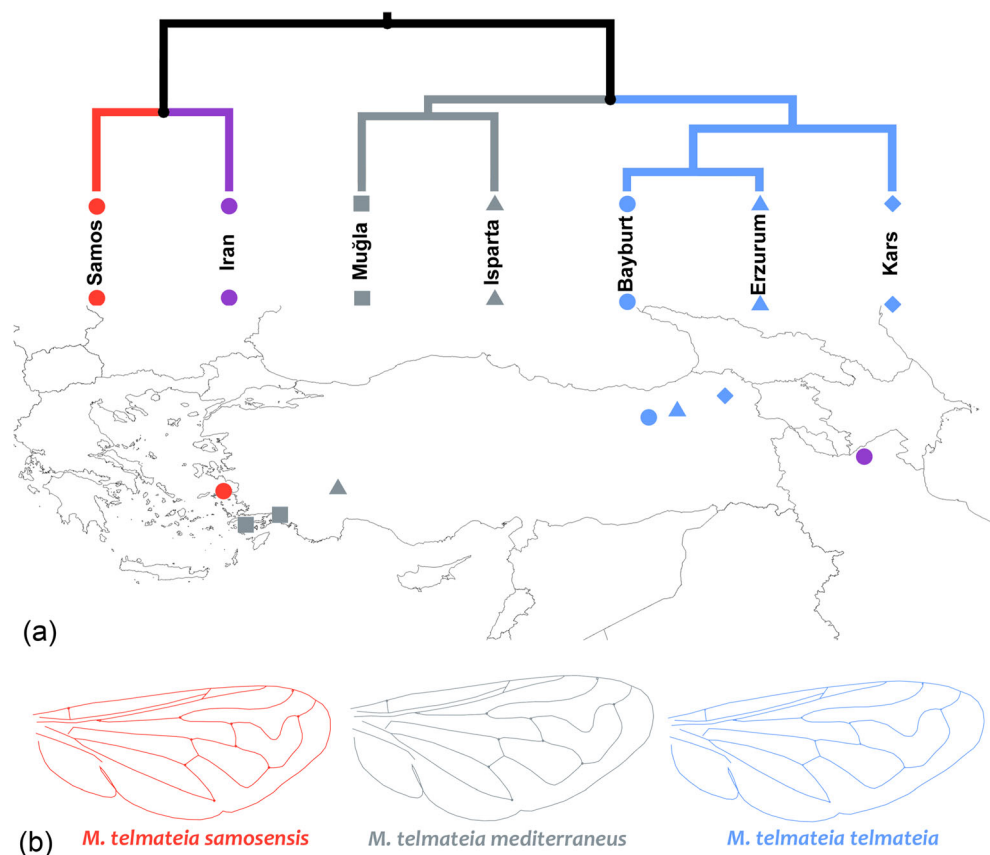 Samos
Iran
Muğla
Isparta
Bayburt
Erzurum
Kars
(a)
(b)
M. telmateia samosensis
M. telmateia mediterraneus
M. telmateia telmateia